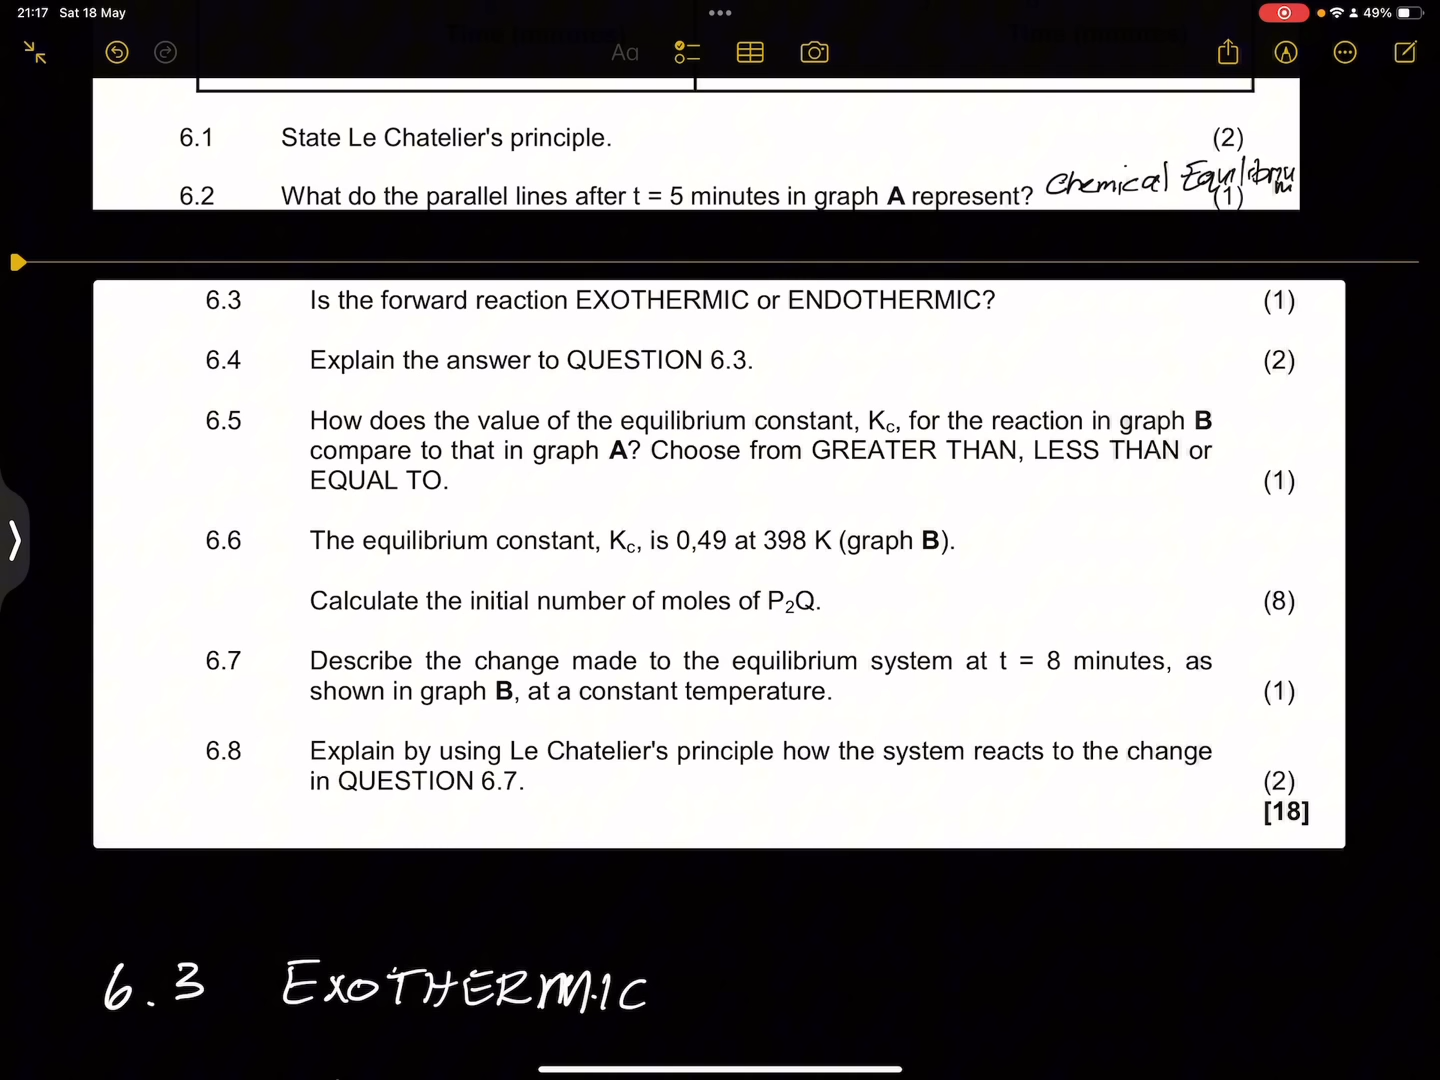 21:17 Sat 18 May
49%
Aa
6.1 State Le Chatelier's principle. (2)
6.2 What do the parallel lines after t = 5 minutes in graph A represent? Chemical Equilibrium (1)
6.3 Is the forward reaction EXOTHERMIC or ENDOTHERMIC? (1)
6.4 Explain the answer to QUESTION 6.3. (2)
6.5 How does the value of the equilibrium constant, Kc, for the reaction in graph B
compare to that in graph A? Choose from GREATER THAN, LESS THAN or
EQUAL TO. (1)
6.6 The equilibrium constant, Kc, is 0,49 at 398 K (graph B).
Calculate the initial number of moles of P₂Q. (8)
6.7 Describe the change made to the equilibrium system at t = 8 minutes, as
shown in graph B, at a constant temperature. (1)
6.8 Explain by using Le Chatelier's principle how the system reacts to the change
in QUESTION 6.7. (2)
[18]
6.3 EXOTHERMIC